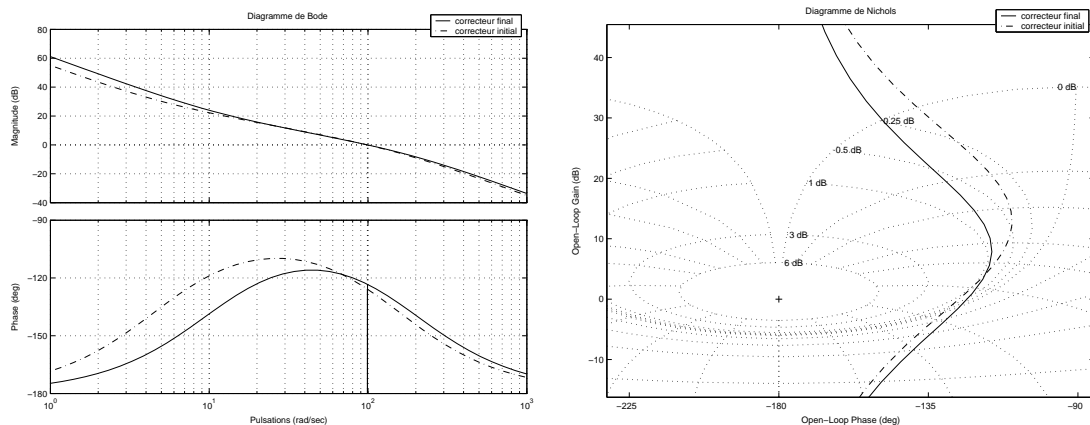 Diagramme de Bode
correcteur final
correcteur initial
80
60
40
20
0
−20
−40
Magnitude (dB)
−90
−120
−150
−180
Phase (deg)
10^0
10^1
10^2
10^3
Pulsations (rad/sec)
Diagramme de Nichols
correcteur final
correcteur initial
40
30
20
10
0
−10
Open−Loop Gain (dB)
0 dB
0.25 dB
0.5 dB
1 dB
3 dB
6 dB
−225
−180
−135
−90
Open−Loop Phase (deg)